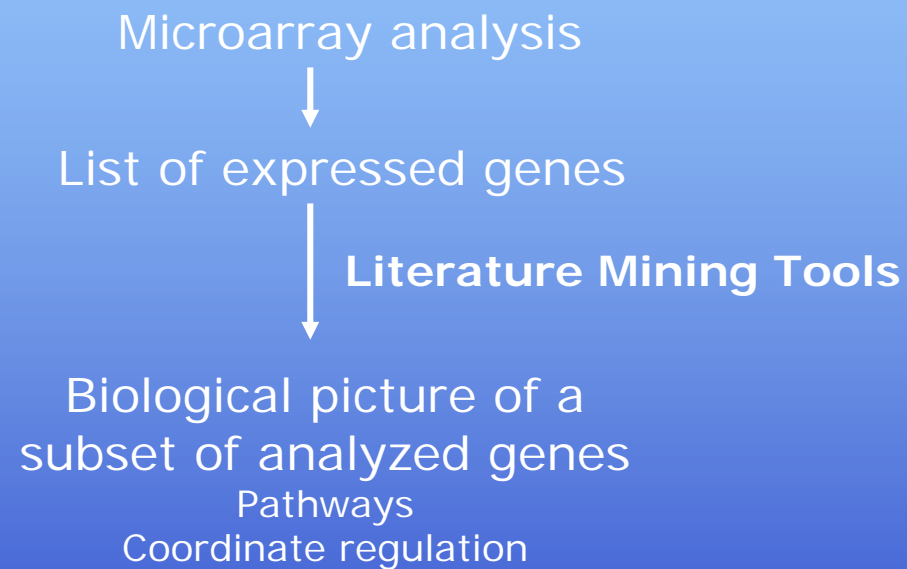 Microarray analysis
List of expressed genes
Literature Mining Tools
Biological picture of a
subset of analyzed genes
Pathways
Coordinate regulation